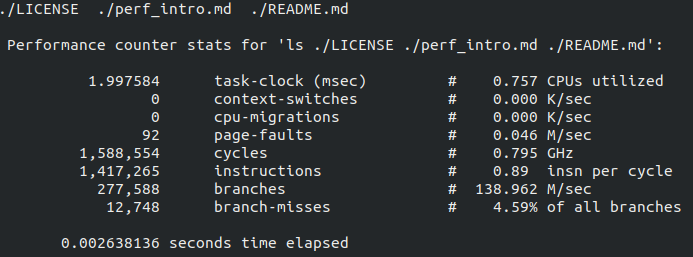 ./LICENSE  ./perf_intro.md  ./README.md
Performance counter stats for 'ls ./LICENSE ./perf_intro.md ./README.md':
1.997584      task-clock (msec)         #    0.757 CPUs utilized
0      context-switches          #    0.000 K/sec
0      cpu-migrations            #    0.000 K/sec
92      page-faults               #    0.046 M/sec
1,588,554      cycles                    #    0.795 GHz
1,417,265      instructions              #    0.89  insn per cycle
277,588      branches                  #  138.962 M/sec
12,748      branch-misses             #    4.59% of all branches
0.002638136 seconds time elapsed